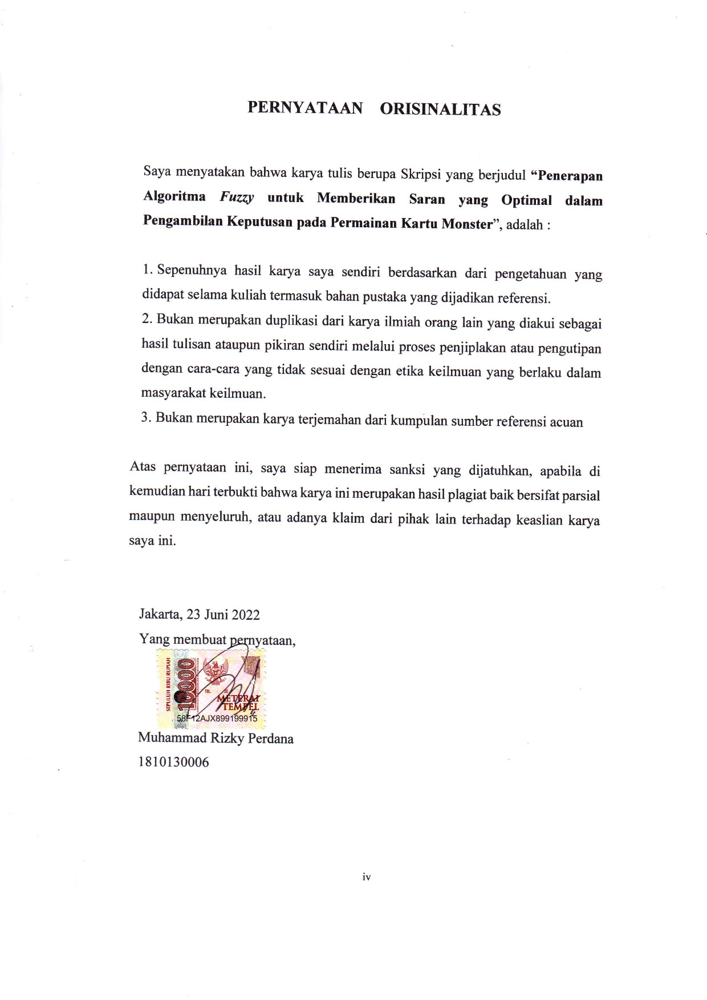 PERNYATAAN ORISINALITAS
Saya menyatakan bahwa karya tulis berupa Skripsi yang berjudul “Penerapan
Algoritma Fuzzy untuk Memberikan Saran yang Optimal dalam
Pengambilan Keputusan pada Permainan Kartu Monster”, adalah :
1. Sepenuhnya hasil karya saya sendiri berdasarkan dari pengetahuan yang
didapat selama kuliah termasuk bahan pustaka yang dijadikan referensi.
2. Bukan merupakan duplikasi dari karya ilmiah orang lain yang diakui sebagai
hasil tulisan ataupun pikiran sendiri melalui proses penjiplakan atau pengutipan
dengan cara-cara yang tidak sesuai dengan etika keilmuan yang berlaku dalam
masyarakat keilmuan.
3. Bukan merupakan karya terjemahan dari kumpulan sumber referensi acuan
Atas pernyataan ini, saya siap menerima sanksi yang dijatuhkan, apabila di
kemudian hari terbukti bahwa karya ini merupakan hasil plagiat baik bersifat parsial
maupun menyeluruh, atau adanya klaim dari pihak lain terhadap keaslian karya
saya ini.
Jakarta, 23 Juni 2022
Yang membuat pernyataan,
SEPULUH RIBU RUPIAH
10000
TGL. 20
METERAI
TEMPEL
58F12AJX899199915
Muhammad Rizky Perdana
1810130006
iv